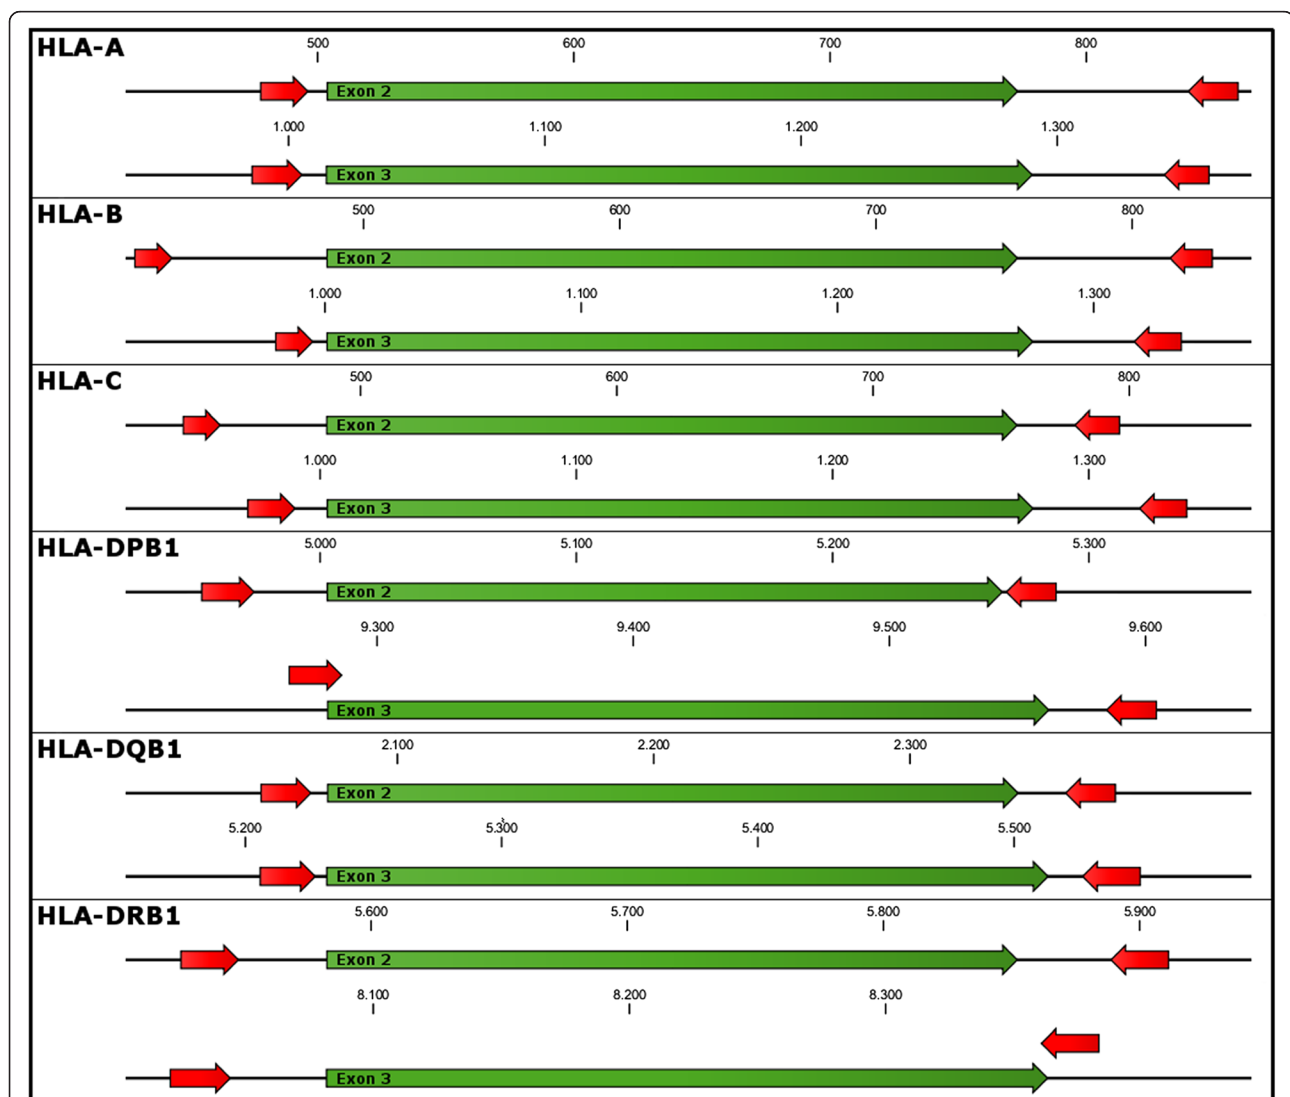 HLA-A
500 600 700 800
Exon 2
1.000 1.100 1.200 1.300
Exon 3
HLA-B
500 600 700 800
Exon 2
1.000 1.100 1.200 1.300
Exon 3
HLA-C
500 600 700 800
Exon 2
1.000 1.100 1.200 1.300
Exon 3
HLA-DPB1
5.000 5.100 5.200 5.300
Exon 2
9.300 9.400 9.500 9.600
Exon 3
HLA-DQB1
2.100 2.200 2.300
Exon 2
5.200 5.300 5.400 5.500
Exon 3
HLA-DRB1
5.600 5.700 5.800 5.900
Exon 2
8.100 8.200 8.300
Exon 3